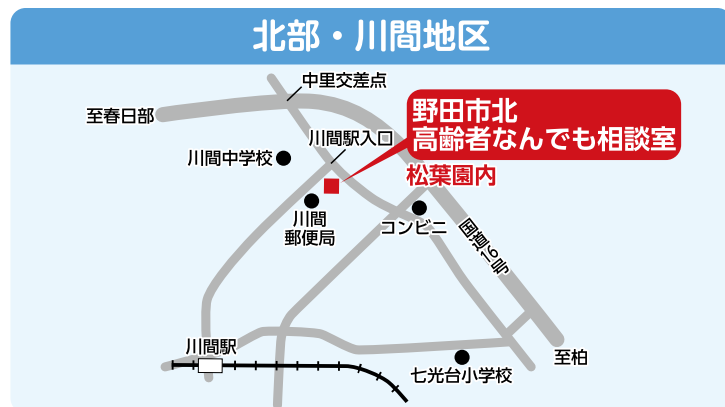 北部・川間地区
中里交差点
至春日部
野田市北
高齢者なんでも相談室
川間駅入口
川間中学校
松葉園内
川間
郵便局
コンビニ
国道16号
川間駅
至柏
七光台小学校